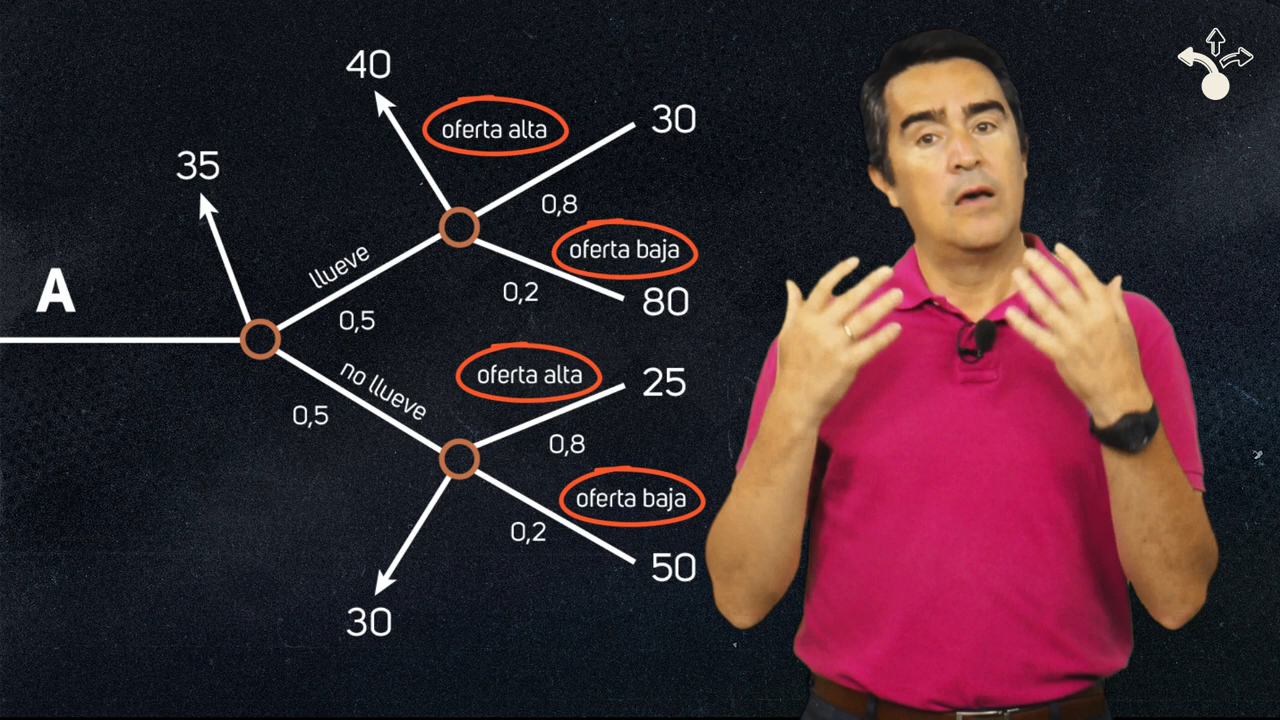 40
oferta alta
30
35
0,8
llueve
oferta baja
A
0,2
80
0,5
no llueve
oferta alta
25
0,5
0,8
oferta baja
0,2
50
30